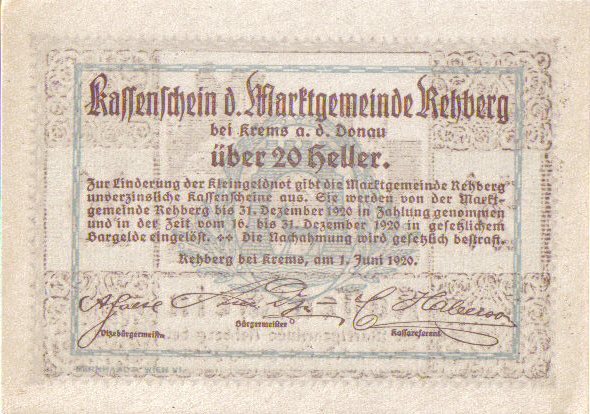 Kassenschein d. Marktgemeinde Rehberg
bei Krems a. d. Donau
über 20 Heller.
Zur Linderung der Kleingeldnot gibt die Marktgemeinde Rehberg
unverzinsliche Kassenscheine aus. Sie werden von der Markt-
gemeinde Rehberg bis 31. Dezember 1920 in Zahlung genommen
und in der Zeit vom 16. bis 31. Dezember 1920 in gesetzlichem
Bargelde eingelöst. ❖❖ Die Nachahmung wird gesetzlich bestraft.
Rehberg bei Krems, am 1. Juni 1920.
Vizebürgermeister
Bürgermeister
Kassareferent